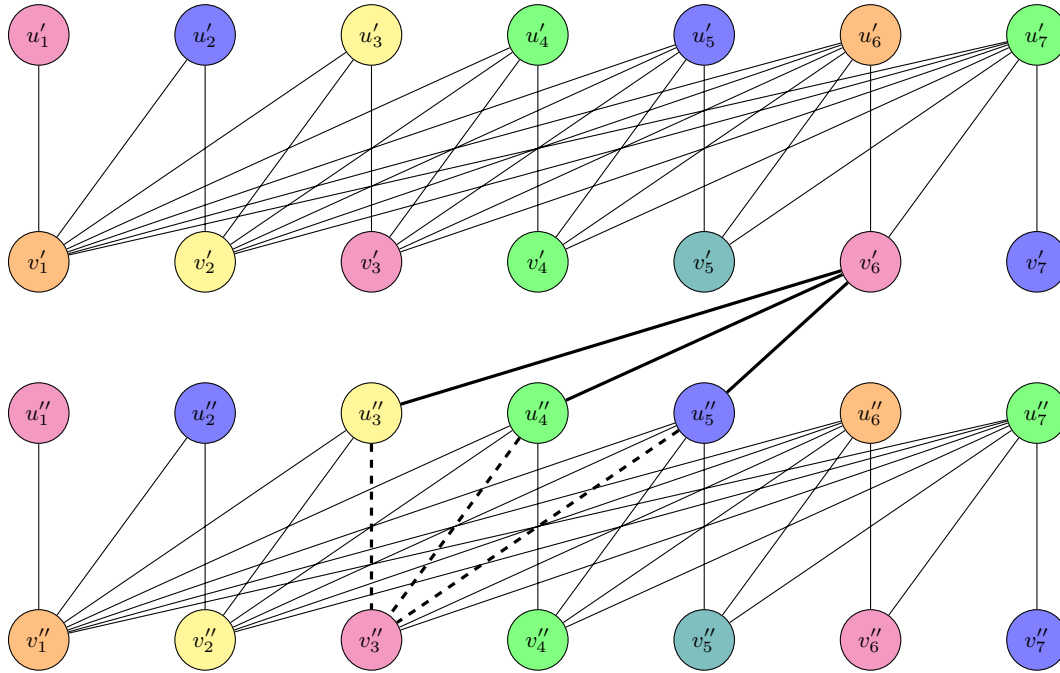 u′₁ u′₂ u′₃ u′₄ u′₅ u′₆ u′₇
v′₁ v′₂ v′₃ v′₄ v′₅ v′₆ v′₇
u″₁ u″₂ u″₃ u″₄ u″₅ u″₆ u″₇
v″₁ v″₂ v″₃ v″₄ v″₅ v″₆ v″₇